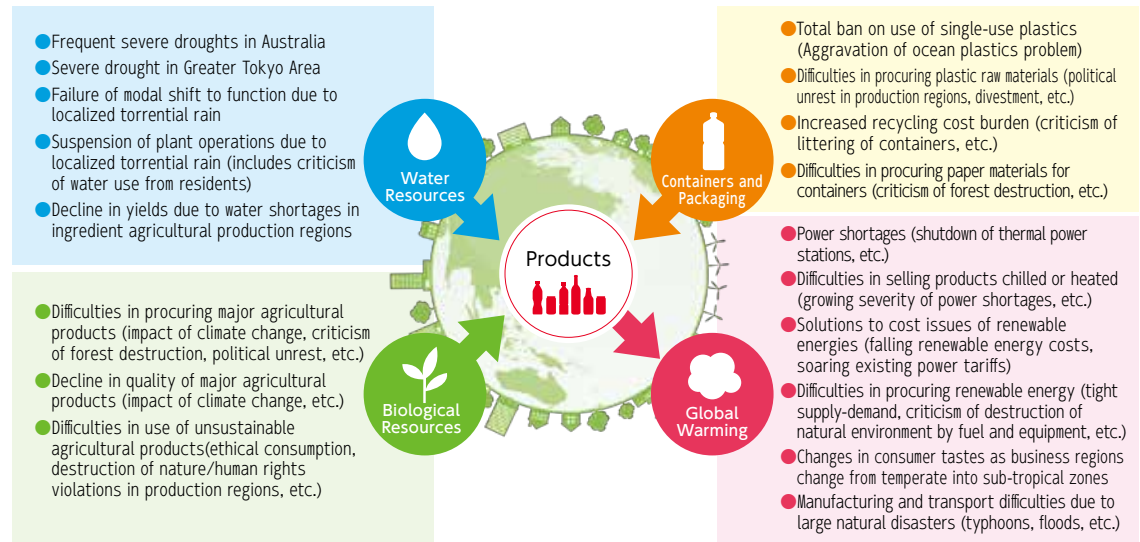 ●Frequent severe droughts in Australia
●Severe drought in Greater Tokyo Area
●Failure of modal shift to function due to
localized torrential rain
●Suspension of plant operations due to
localized torrential rain (includes criticism
of water use from residents)
●Decline in yields due to water shortages in
ingredient agricultural production regions
Water
Resources
●Total ban on use of single-use plastics
(Aggravation of ocean plastics problem)
●Difficulties in procuring plastic raw materials (political
unrest in production regions, divestment, etc.)
●Increased recycling cost burden (criticism of
littering of containers, etc.)
●Difficulties in procuring paper materials for
containers (criticism of forest destruction, etc.)
Containers and
Packaging
Products
●Difficulties in procuring major agricultural
products (impact of climate change, criticism
of forest destruction, political unrest, etc.)
●Decline in quality of major agricultural
products (impact of climate change, etc.)
●Difficulties in use of unsustainable
agricultural products(ethical consumption,
destruction of nature/human rights
violations in production regions, etc.)
Biological
Resources
●Power shortages (shutdown of thermal power
stations, etc.)
●Difficulties in selling products chilled or heated
(growing severity of power shortages, etc.)
●Solutions to cost issues of renewable
energies (falling renewable energy costs,
soaring existing power tariffs)
●Difficulties in procuring renewable energy (tight
supply-demand, criticism of destruction of
natural environment by fuel and equipment, etc.)
●Changes in consumer tastes as business regions
change from temperate into sub-tropical zones
●Manufacturing and transport difficulties due to
large natural disasters (typhoons, floods, etc.)
Global
Warming